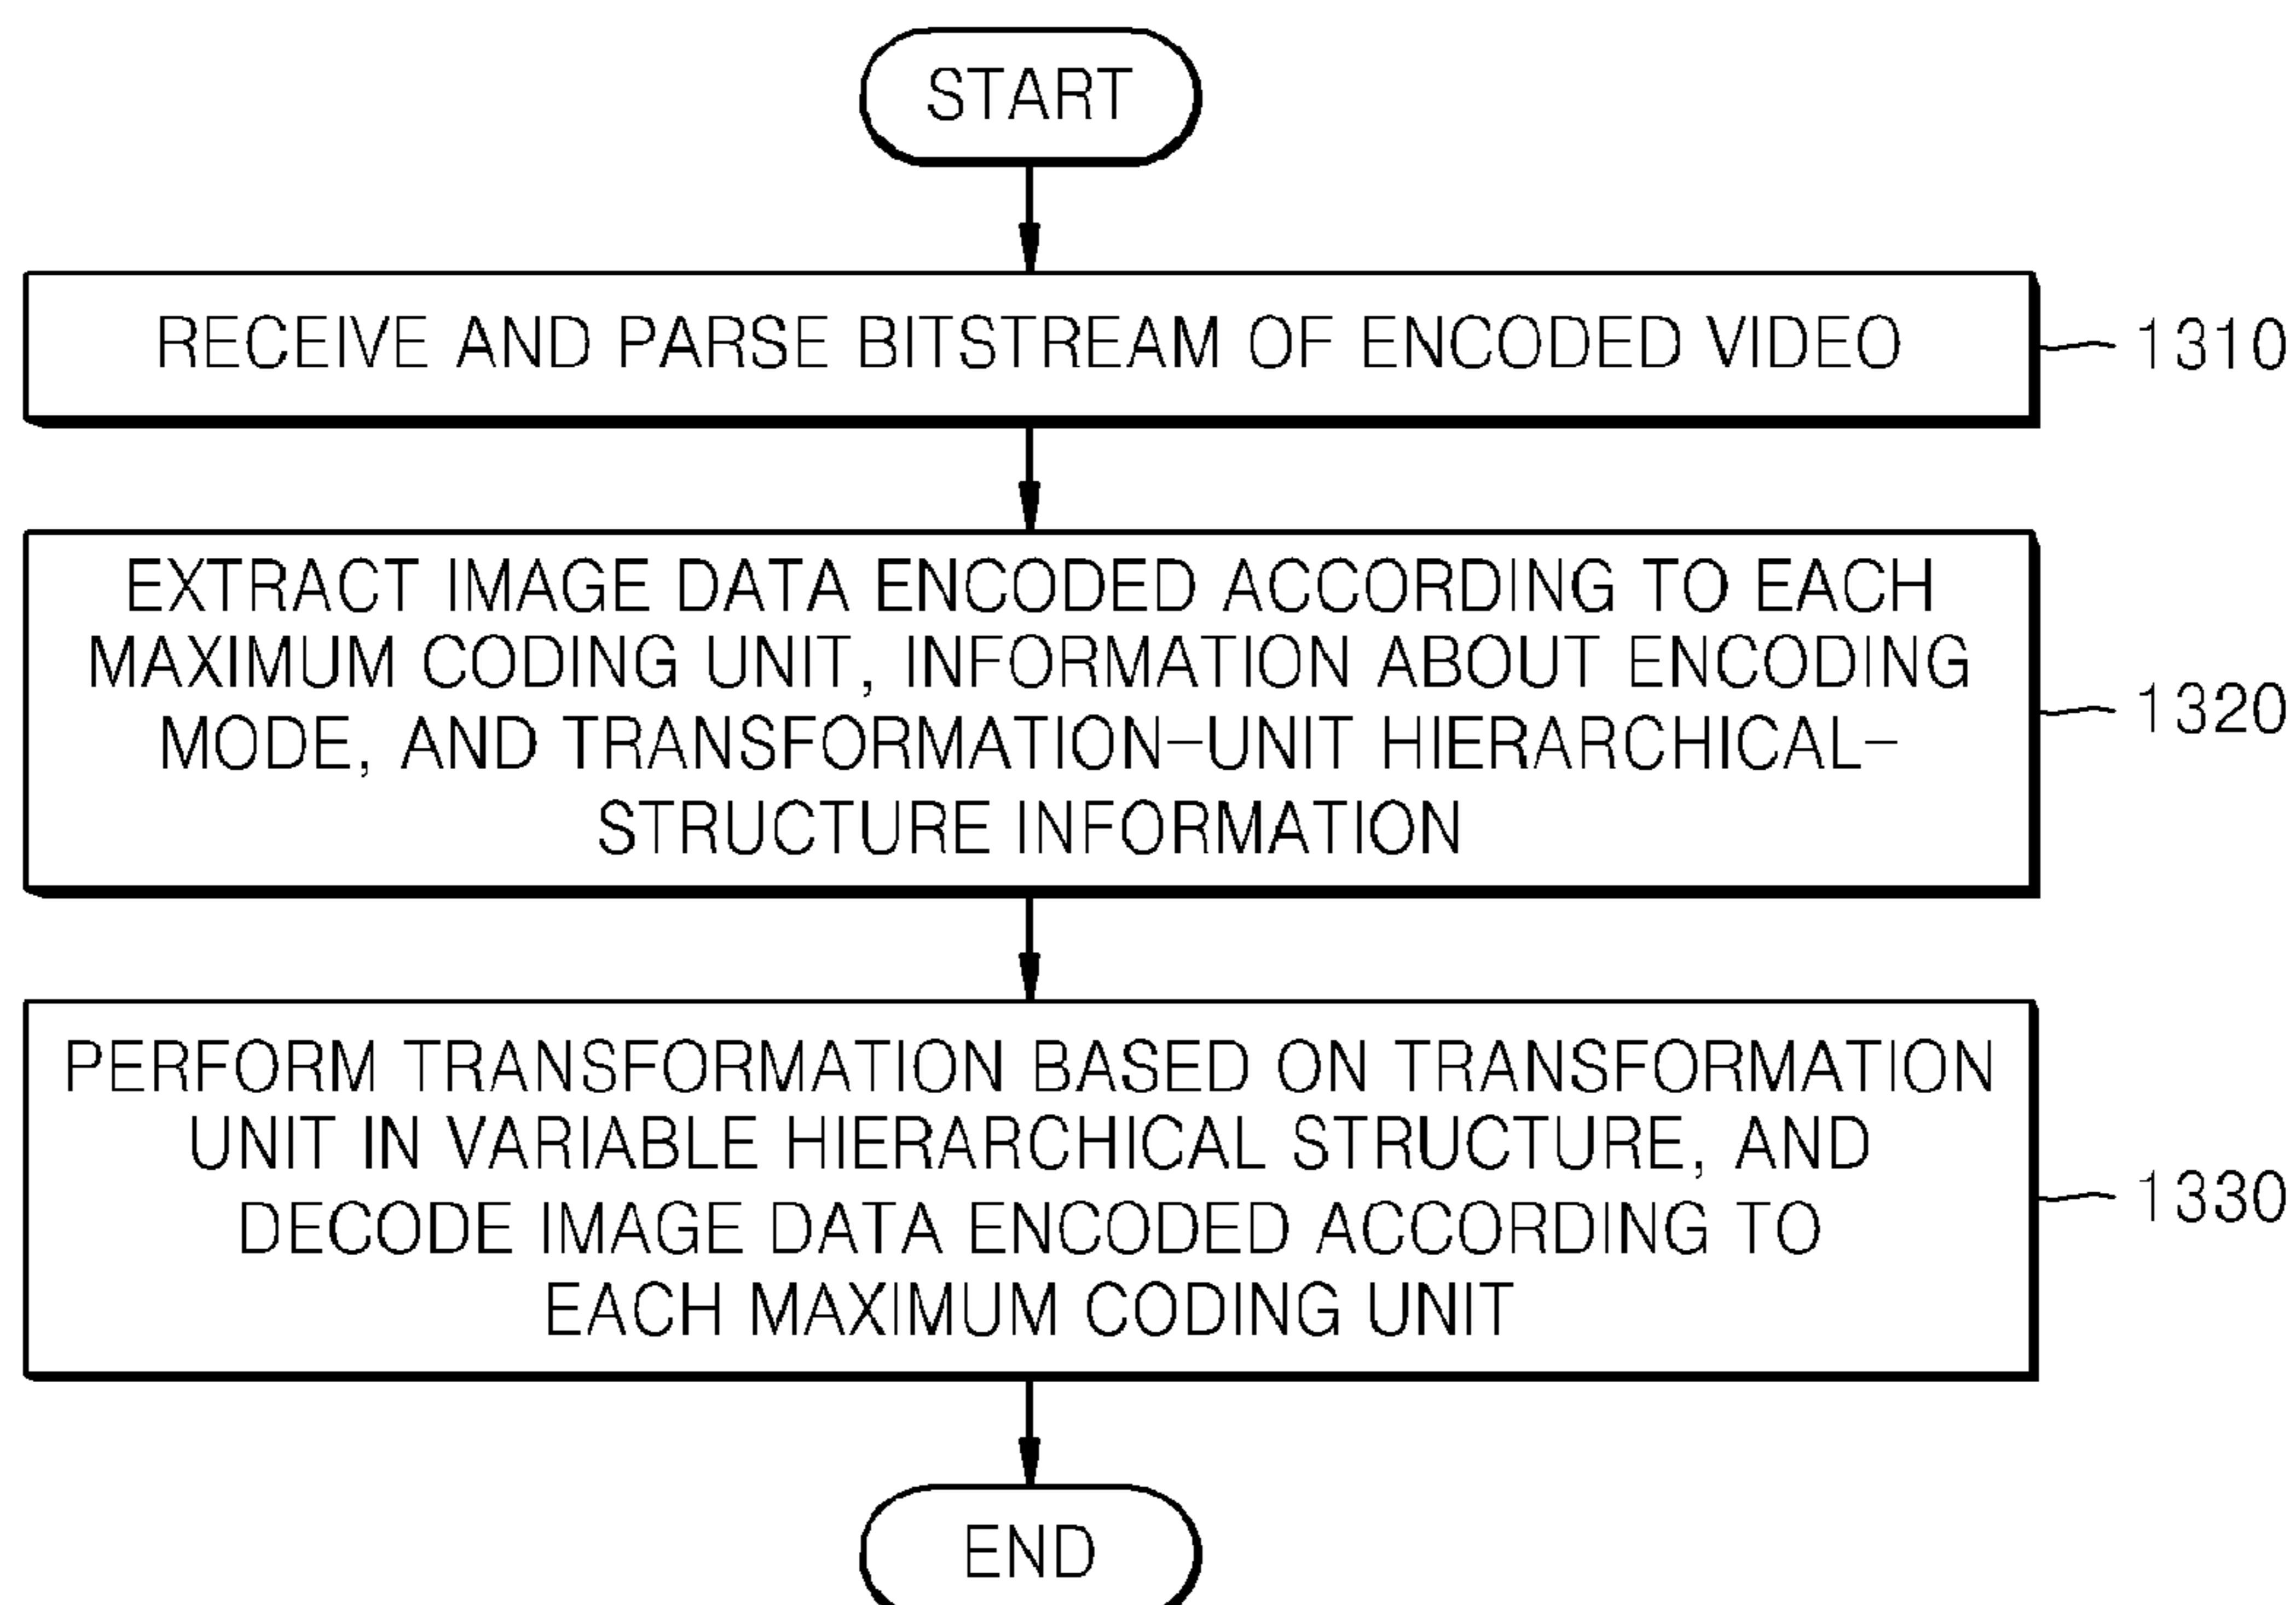 START
RECEIVE AND PARSE BITSTREAM OF ENCODED VIDEO
1310
EXTRACT IMAGE DATA ENCODED ACCORDING TO EACH
MAXIMUM CODING UNIT, INFORMATION ABOUT ENCODING
MODE, AND TRANSFORMATION-UNIT HIERARCHICAL-
STRUCTURE INFORMATION
1320
PERFORM TRANSFORMATION BASED ON TRANSFORMATION
UNIT IN VARIABLE HIERARCHICAL STRUCTURE, AND
DECODE IMAGE DATA ENCODED ACCORDING TO
EACH MAXIMUM CODING UNIT
1330
END